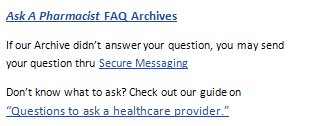 Ask A Pharmacist FAQ Archives
If our Archive didn’t answer your question, you may send
your question thru Secure Messaging
Don’t know what to ask? Check out our guide on
“Questions to ask a healthcare provider.”